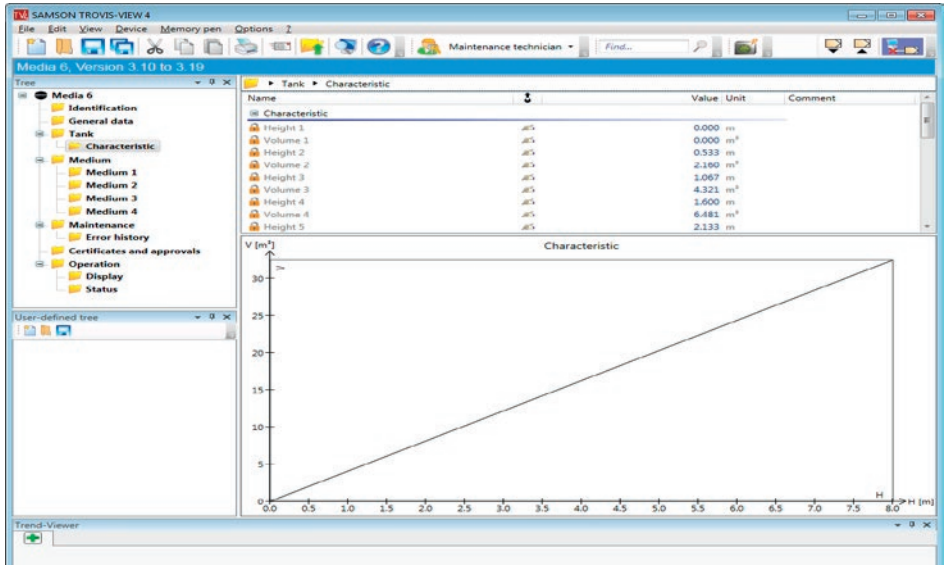 SAMSON TROVIS-VIEW 4
File Edit View Device Memory pen Options ?
Maintenance technician Find...
Media 6, Version 3.10 to 3.19
Tree
Media 6
Identification
General data
Tank
Characteristic
Medium
Medium 1
Medium 2
Medium 3
Medium 4
Maintenance
Error history
Certificates and approvals
Operation
Display
Status
User-defined tree
Tank Characteristic
Name Value Unit Comment
Characteristic
Height 1 0.000 m
Volume 1 0.000 m³
Height 2 0.533 m
Volume 2 2.160 m³
Height 3 1.067 m
Volume 3 4.321 m³
Height 4 1.600 m
Volume 4 6.481 m³
Height 5 2.133 m
V [m³] Characteristic
V
30
25
20
15
10
5
0
H
0.0 0.5 1.0 1.5 2.0 2.5 3.0 3.5 4.0 4.5 5.0 5.5 6.0 6.5 7.0 7.5 8.0 H [m]
Trend-Viewer